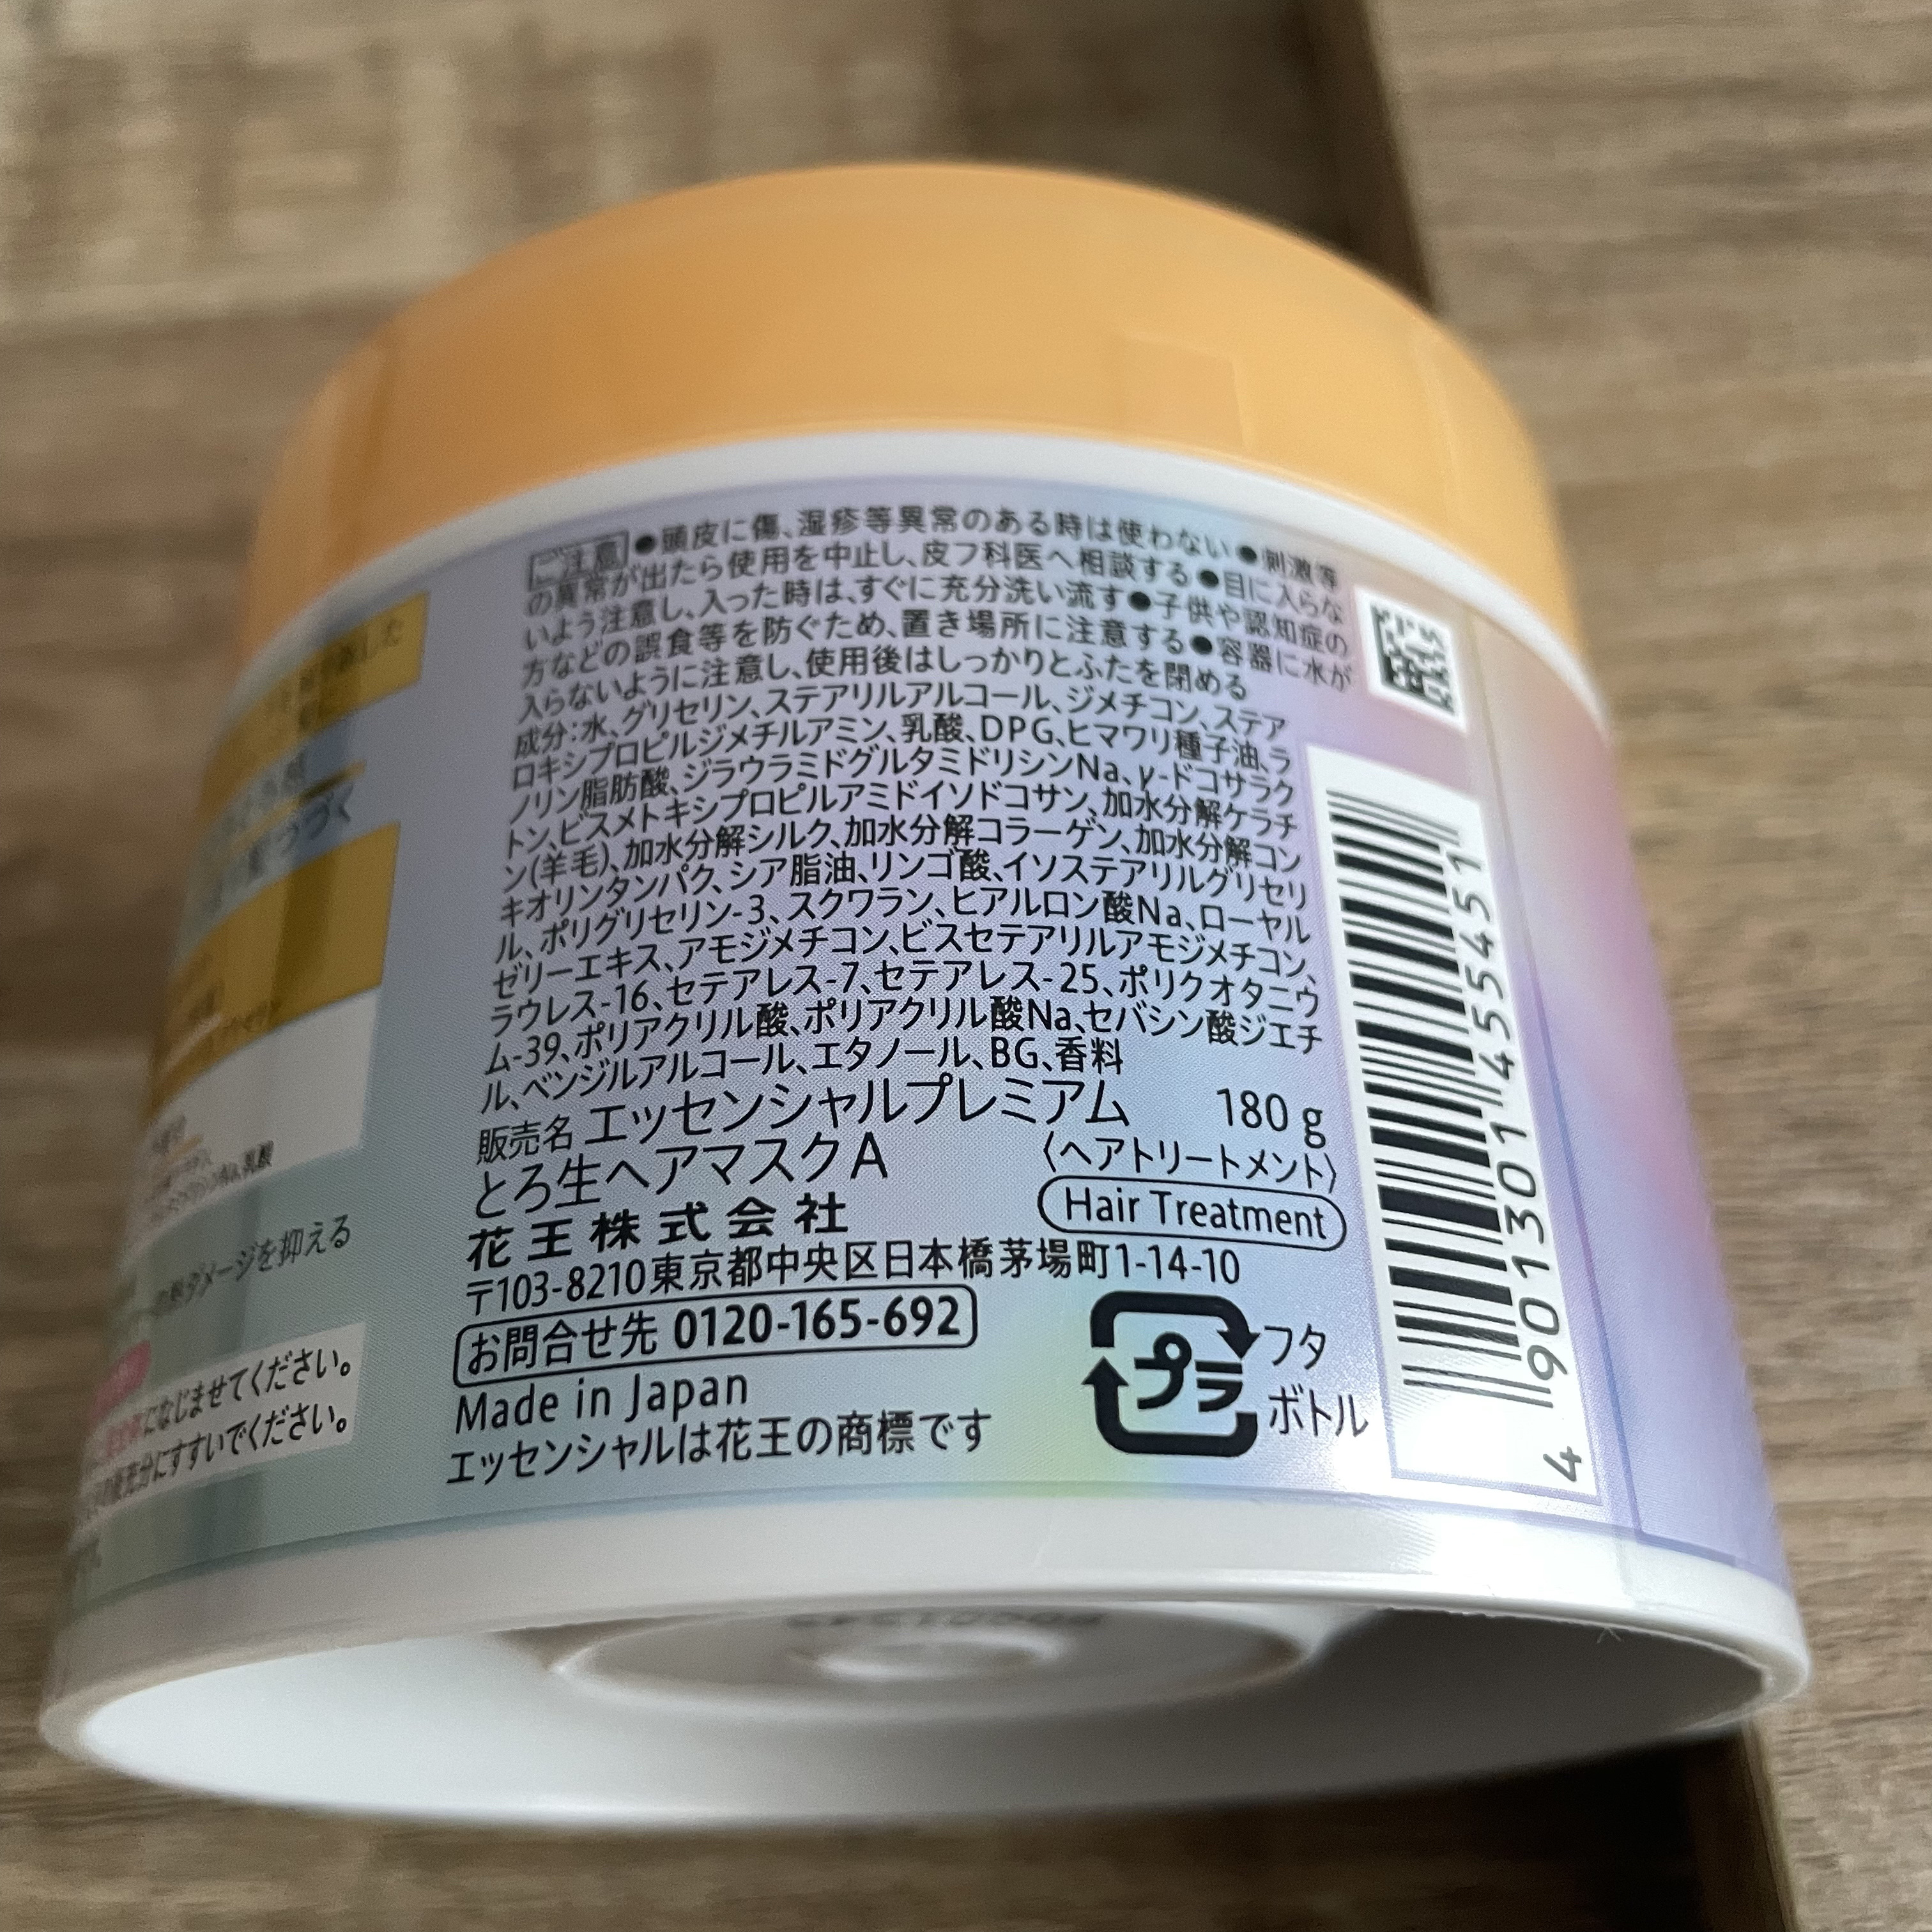 ご注意 ●頭皮に傷、湿疹等異常のある時は使わない●刺激等
の異常が出たら使用を中止し、皮フ科医へ相談する●目に入らな
いよう注意し、入った時は、すぐに充分洗い流す●子供や認知症の
方などの誤食等を防ぐため、置き場所に注意する●容器に水が
入らないように注意し、使用後はしっかりとふたを閉める
成分：水、グリセリン、ステアリルアルコール、ジメチコン、ステア
ロキシプロピルジメチルアミン、乳酸、DPG、ヒマワリ種子油、ラ
ノリン脂肪酸、ジラウラミドグルタミドリシンNa、γ-ドコサラク
トン、ビスメトキシプロピルアミドイソドコサン、加水分解ケラチ
ン(羊毛)、加水分解シルク、加水分解コラーゲン、加水分解コン
キオリンタンパク、シア脂油、リンゴ酸、イソステアリルグリセリ
ル、ポリグリセリン-3、スクワラン、ヒアルロン酸Na、ローヤル
ゼリーエキス、アモジメチコン、ビスセテアリルアモジメチコン、
ラウレス-16、セテアレス-7、セテアレス-25、ポリクオタニウ
ム-39、ポリアクリル酸、ポリアクリル酸Na、セバシン酸ジエチ
ル、ベンジルアルコール、エタノール、BG、香料
販売名 エッセンシャルプレミアム 180 g
とろ生ヘアマスクA 〈ヘアトリートメント〉
花王株式会社 Hair Treatment
〒103-8210東京都中央区日本橋茅場町1-14-10
お問合せ先 0120-165-692
Made in Japan
エッセンシャルは花王の商標です
プラ
フタ
ボトル
4 901301 455451
した
づく
乳酸
ダメージを抑える
になじませてください。
充分にすすいでください。